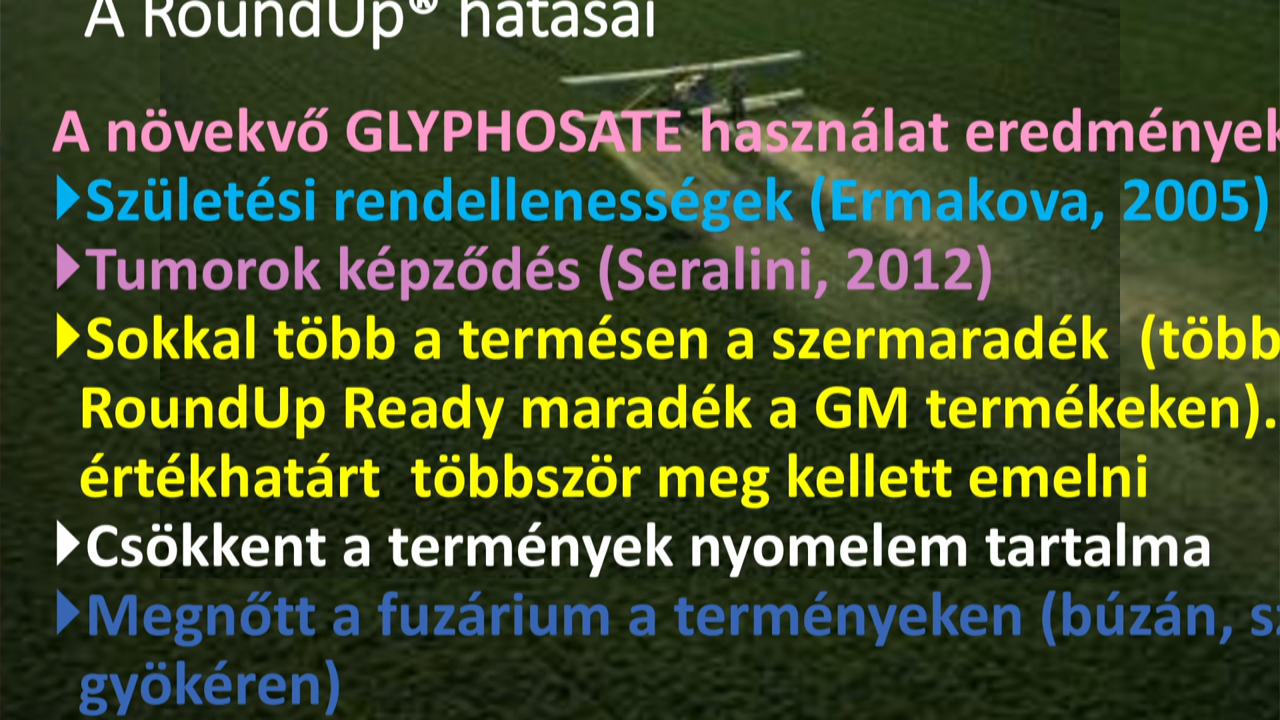 A RoundUp® hatásai
A növekvő GLYPHOSATE használat eredmények
Születési rendellenességek (Ermakova, 2005)
Tumorok képződés (Seralini, 2012)
Sokkal több a termésen a szermaradék (több
RoundUp Ready maradék a GM termékeken).
értékhatárt többször meg kellett emelni
Csökkent a termények nyomelem tartalma
Megnőtt a fuzárium a terményeken (búzán,
gyökéren)